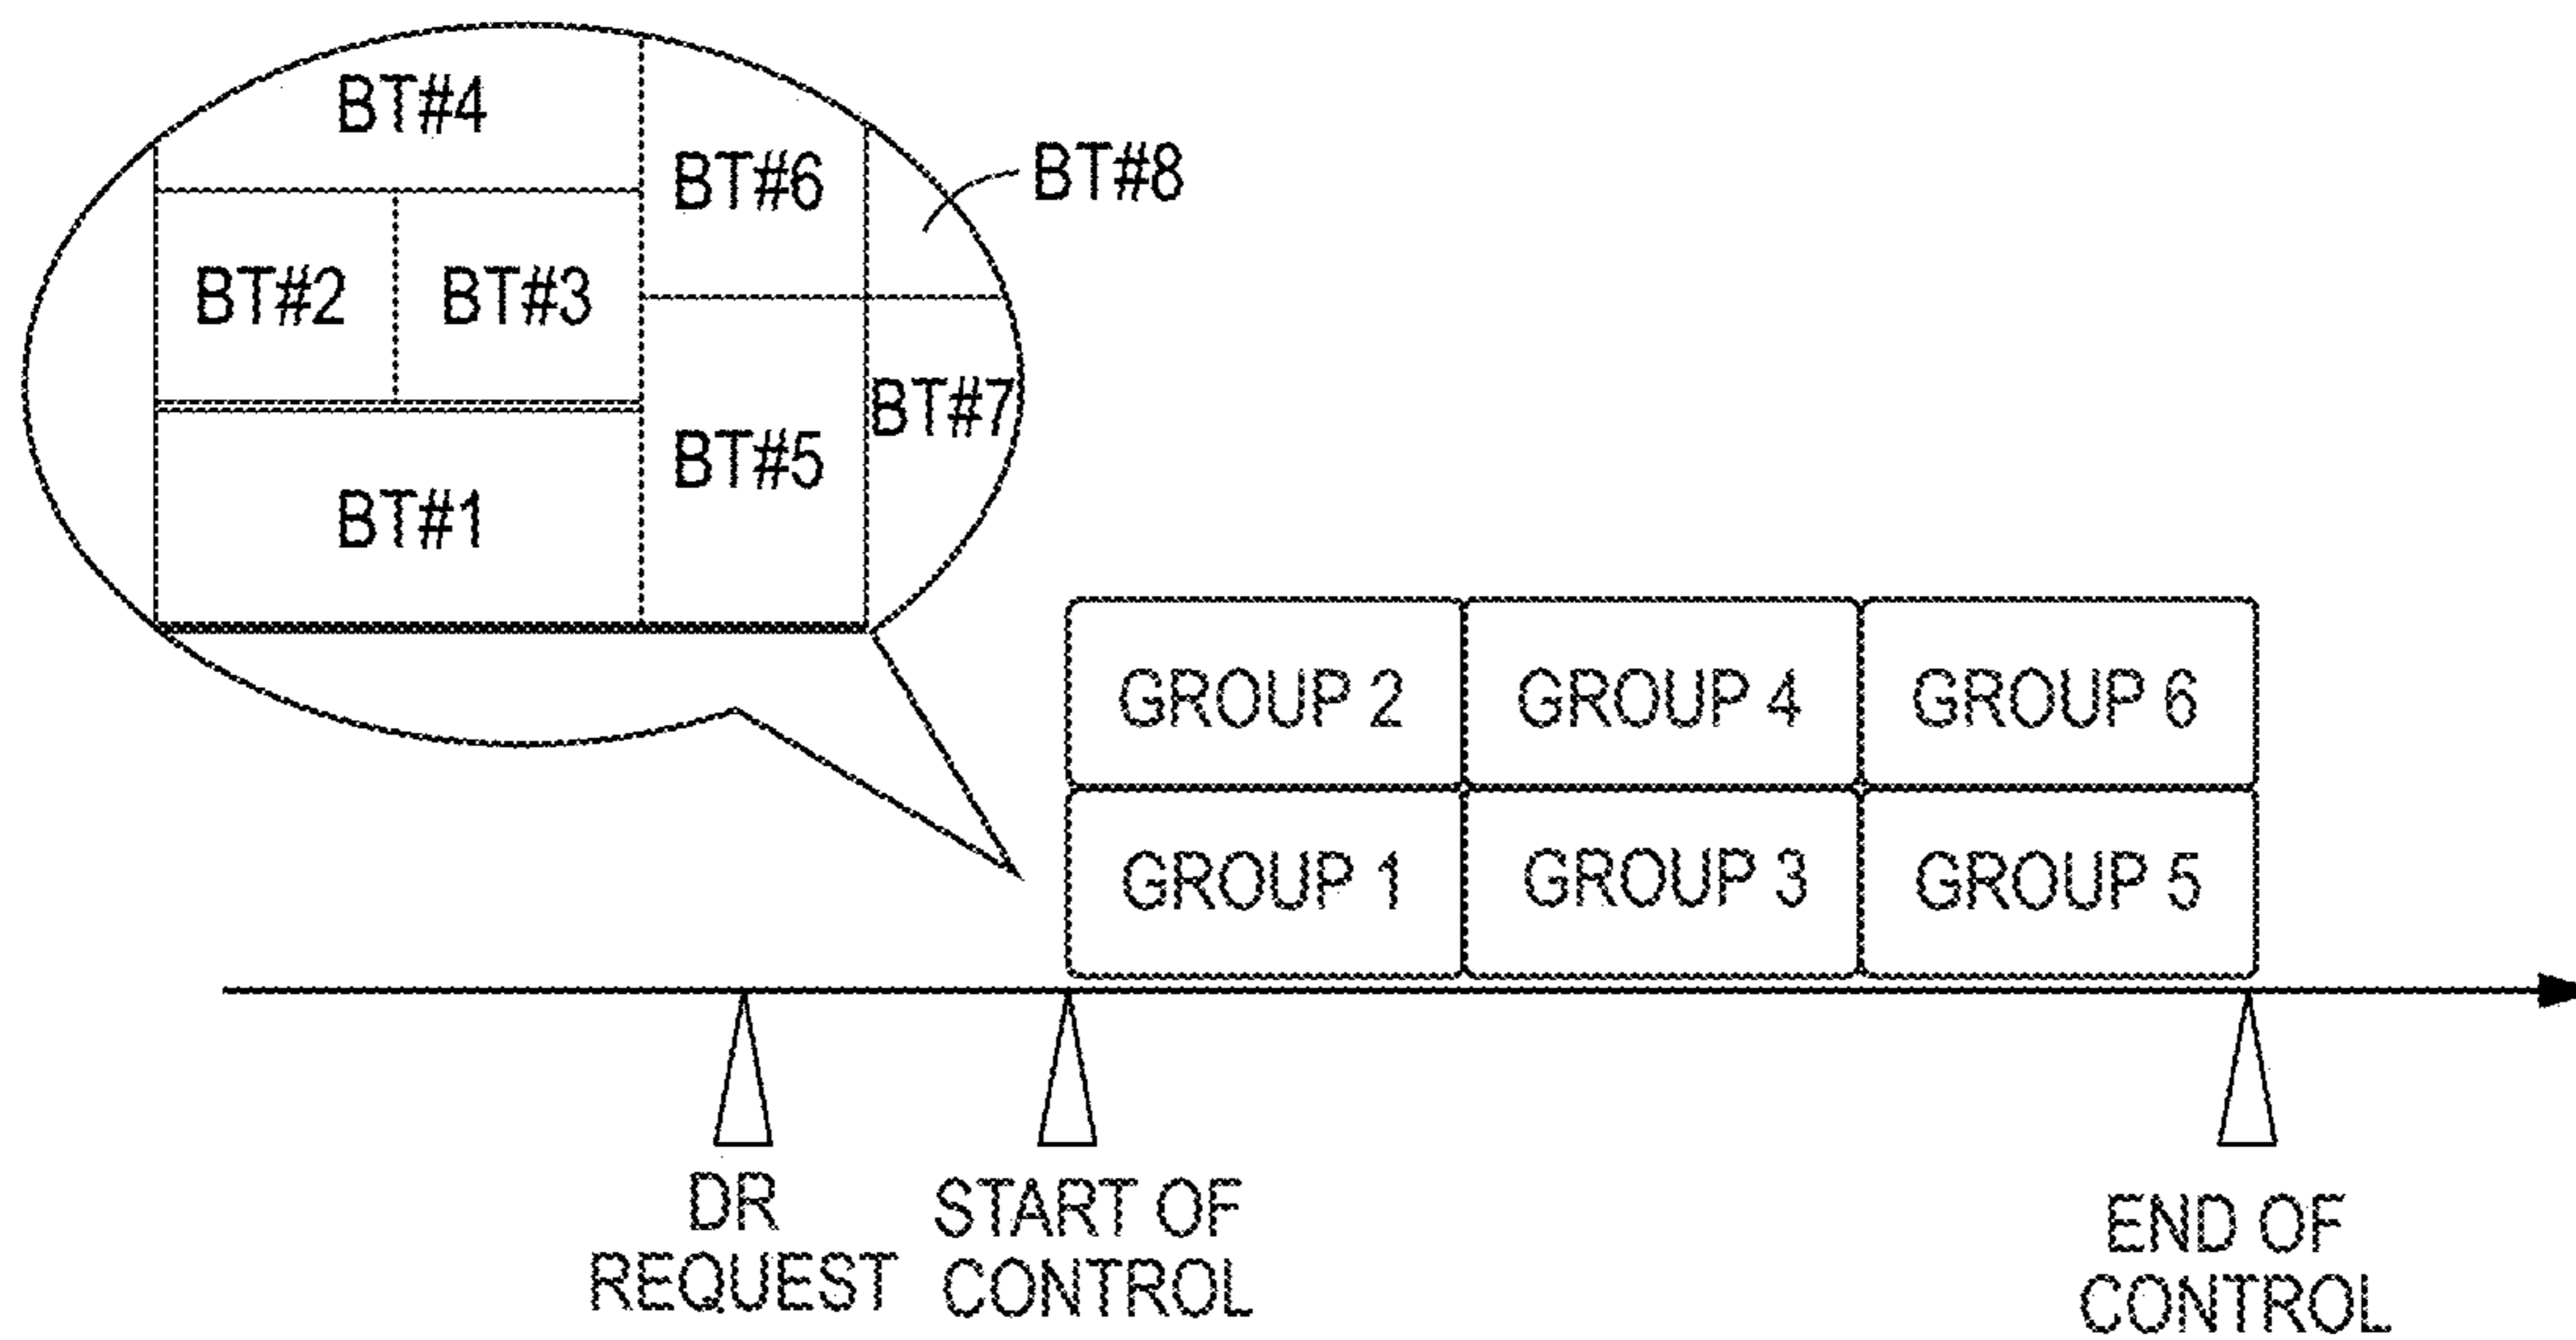 BT#4
BT#6
BT#8
BT#2
BT#3
BT#7
BT#5
BT#1
GROUP 2
GROUP 4
GROUP 6
GROUP 1
GROUP 3
GROUP 5
DR
REQUEST
START OF
CONTROL
END OF
CONTROL